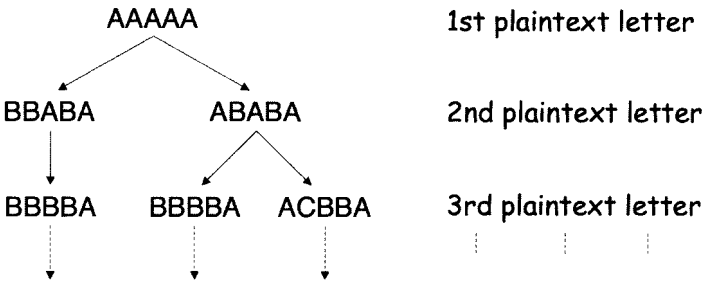 AAAAA 1st plaintext letter
BBABA ABABA 2nd plaintext letter
BBBBA BBBBA ACBBA 3rd plaintext letter